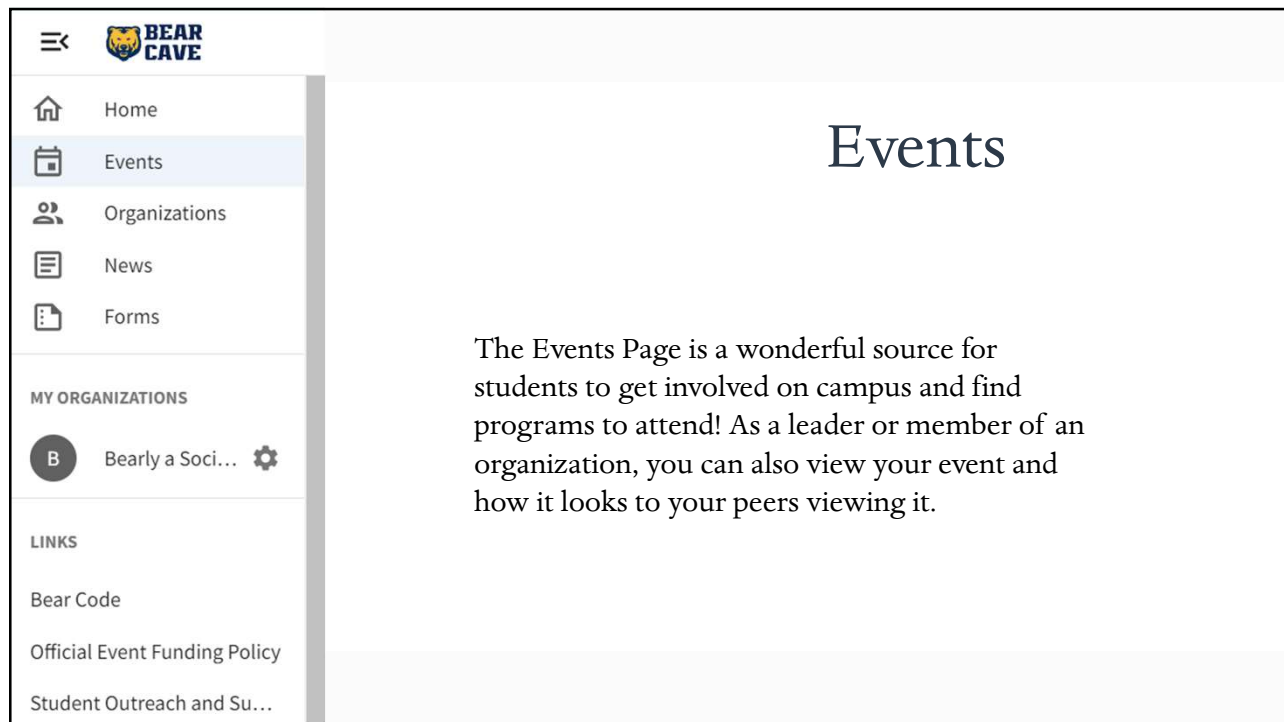 BEAR
CAVE
Home
Events
Organizations
News
Forms
MY ORGANIZATIONS
B
Bearly a Soci...
LINKS
Bear Code
Official Event Funding Policy
Student Outreach and Su...
Events
The Events Page is a wonderful source for
students to get involved on campus and find
programs to attend! As a leader or member of an
organization, you can also view your event and
how it looks to your peers viewing it.